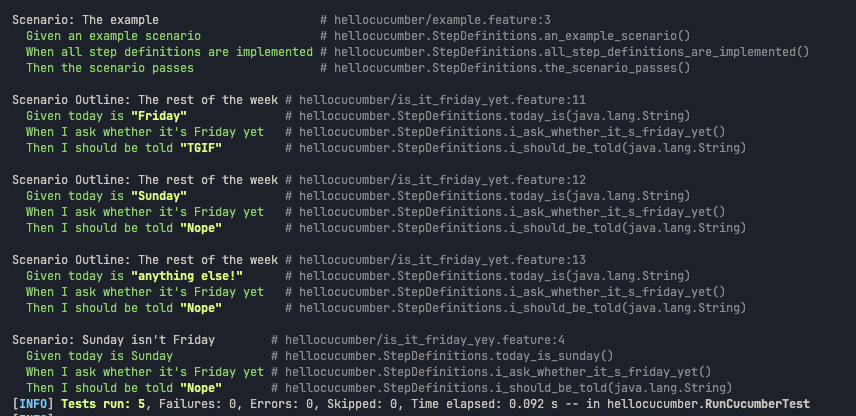 Scenario: The example # hellocucumber/example.feature:3
Given an example scenario # hellocucumber.StepDefinitions.an_example_scenario()
When all step definitions are implemented # hellocucumber.StepDefinitions.all_step_definitions_are_implemented()
Then the scenario passes # hellocucumber.StepDefinitions.the_scenario_passes()
Scenario Outline: The rest of the week # hellocucumber/is_it_friday_yet.feature:11
Given today is "Friday" # hellocucumber.StepDefinitions.today_is(java.lang.String)
When I ask whether it's Friday yet # hellocucumber.StepDefinitions.i_ask_whether_it_s_friday_yet()
Then I should be told "TGIF" # hellocucumber.StepDefinitions.i_should_be_told(java.lang.String)
Scenario Outline: The rest of the week # hellocucumber/is_it_friday_yet.feature:12
Given today is "Sunday" # hellocucumber.StepDefinitions.today_is(java.lang.String)
When I ask whether it's Friday yet # hellocucumber.StepDefinitions.i_ask_whether_it_s_friday_yet()
Then I should be told "Nope" # hellocucumber.StepDefinitions.i_should_be_told(java.lang.String)
Scenario Outline: The rest of the week # hellocucumber/is_it_friday_yet.feature:13
Given today is "anything else!" # hellocucumber.StepDefinitions.today_is(java.lang.String)
When I ask whether it's Friday yet # hellocucumber.StepDefinitions.i_ask_whether_it_s_friday_yet()
Then I should be told "Nope" # hellocucumber.StepDefinitions.i_should_be_told(java.lang.String)
Scenario: Sunday isn't Friday # hellocucumber/is_it_friday_yey.feature:4
Given today is Sunday # hellocucumber.StepDefinitions.today_is_sunday()
When I ask whether it's Friday yet # hellocucumber.StepDefinitions.i_ask_whether_it_s_friday_yet()
Then I should be told "Nope" # hellocucumber.StepDefinitions.i_should_be_told(java.lang.String)
[INFO] Tests run: 5, Failures: 0, Errors: 0, Skipped: 0, Time elapsed: 0.092 s -- in hellocucumber.RunCucumberTest